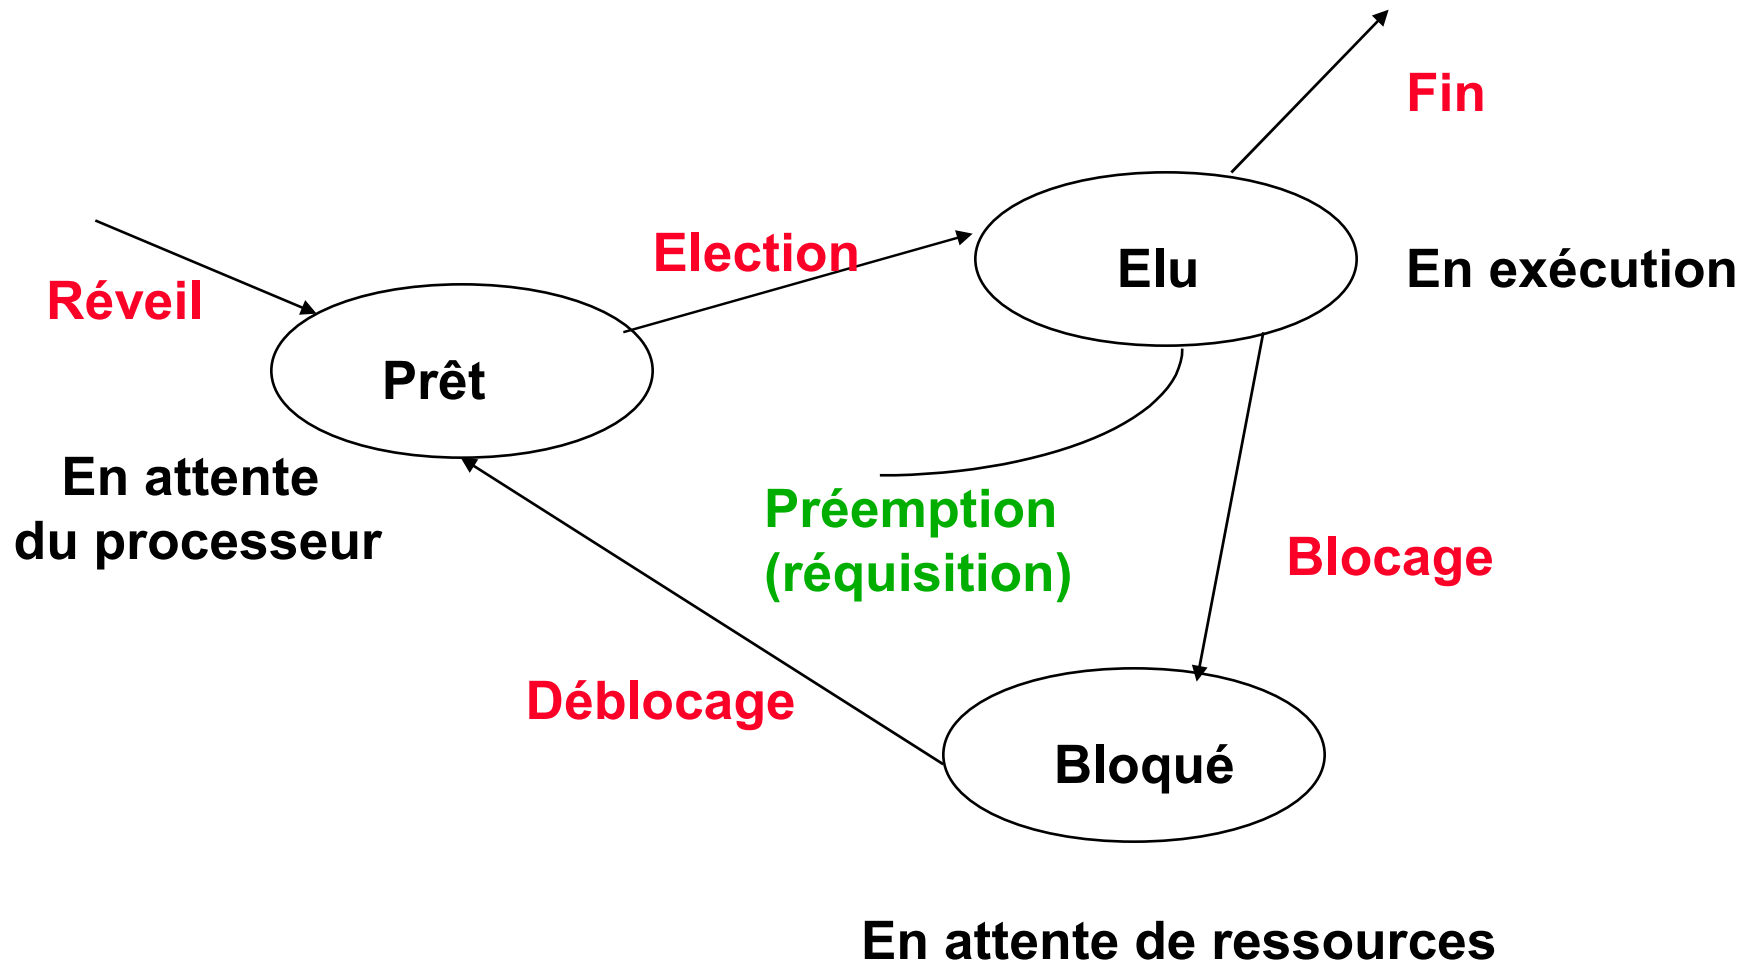 Fin
Election
Elu
En exécution
Réveil
Prêt
En attente
du processeur
Préemption
(réquisition)
Blocage
Déblocage
Bloqué
En attente de ressources